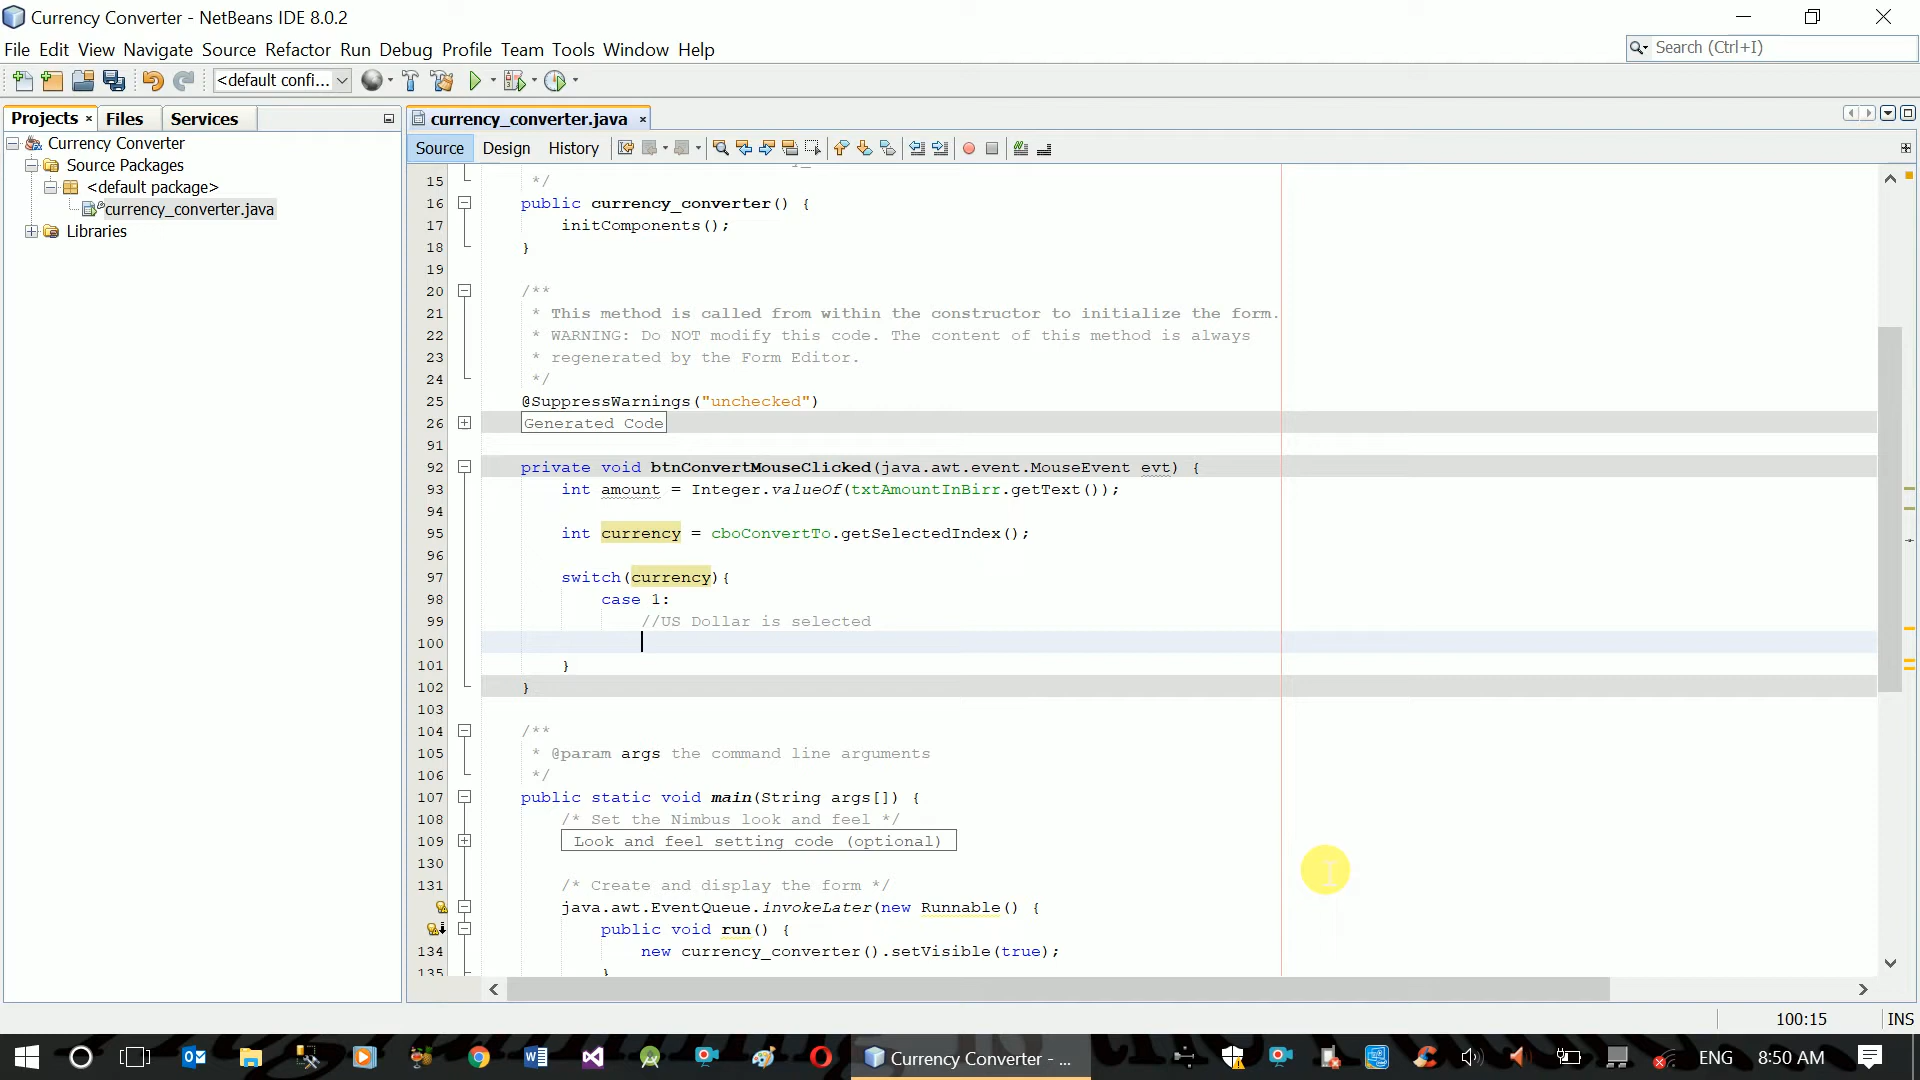 Currency Converter - NetBeans IDE 8.0.2
File Edit View Navigate Source Refactor Run Debug Profile Team Tools Window Help
Search (Ctrl+I)
<default confi...
Projects Files Services
currency_converter.java
Source Design History
Currency Converter
Source Packages
<default package>
currency_converter.java
Libraries
15 */
16 public currency_converter() {
17 initComponents();
18 }
19
20 /**
21 * This method is called from within the constructor to initialize the form.
22 * WARNING: Do NOT modify this code. The content of this method is always
23 * regenerated by the Form Editor.
24 */
25 @SuppressWarnings("unchecked")
26 Generated Code
91
92 private void btnConvertMouseClicked(java.awt.event.MouseEvent evt) {
93 int amount = Integer.valueOf(txtAmountInBirr.getText());
94
95 int currency = cboConvertTo.getSelectedIndex();
96
97 switch(currency){
98 case 1:
99 //US Dollar is selected
100
101 }
102 }
103
104 /**
105 * @param args the command line arguments
106 */
107 public static void main(String args[]) {
108 /* Set the Nimbus look and feel */
109 Look and feel setting code (optional)
130
131 /* Create and display the form */
java.awt.EventQueue.invokeLater(new Runnable() {
public void run() {
134 new currency_converter().setVisible(true);
135 }
100:15 INS
Currency Converter - ...
ENG 8:50 AM